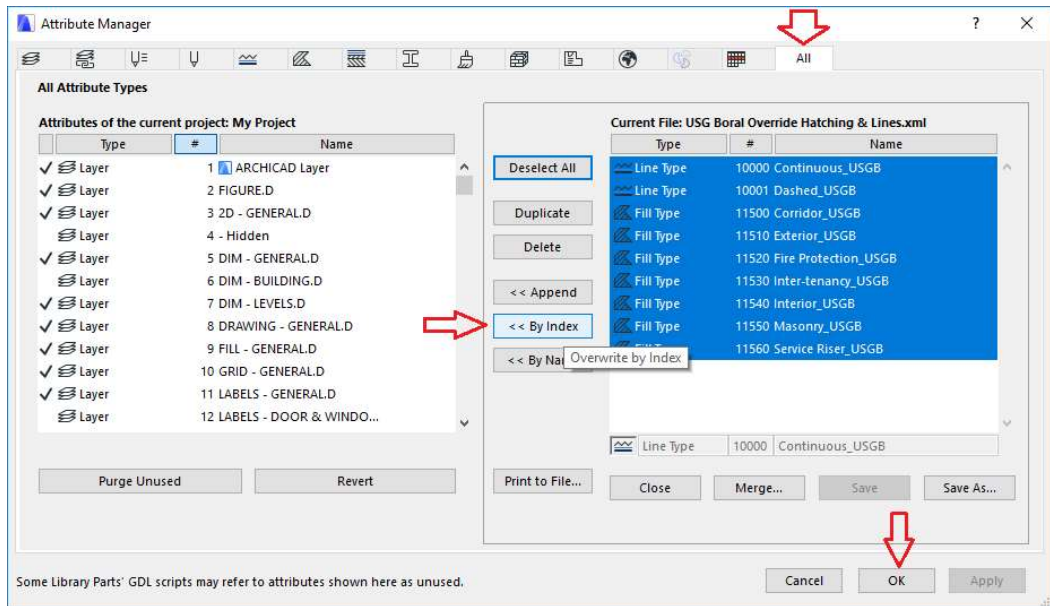 Attribute Manager
?
All
All Attribute Types
Attributes of the current project: My Project
Type # Name
Layer 1 ARCHICAD Layer
Layer 2 FIGURE.D
Layer 3 2D - GENERAL.D
Layer 4 - Hidden
Layer 5 DIM - GENERAL.D
Layer 6 DIM - BUILDING.D
Layer 7 DIM - LEVELS.D
Layer 8 DRAWING - GENERAL.D
Layer 9 FILL - GENERAL.D
Layer 10 GRID - GENERAL.D
Layer 11 LABELS - GENERAL.D
Layer 12 LABELS - DOOR & WINDO...
Purge Unused
Revert
Deselect All
Duplicate
Delete
<< Append
<< By Index
<< By Na
Overwrite by Index
Print to File...
Current File: USG Boral Override Hatching & Lines.xml
Type # Name
Line Type 10000 Continuous_USGB
Line Type 10001 Dashed_USGB
Fill Type 11500 Corridor_USGB
Fill Type 11510 Exterior_USGB
Fill Type 11520 Fire Protection_USGB
Fill Type 11530 Inter-tenancy_USGB
Fill Type 11540 Interior_USGB
Fill Type 11550 Masonry_USGB
11560 Service Riser_USGB
Line Type 10000 Continuous_USGB
Close
Merge...
Save
Save As...
Some Library Parts' GDL scripts may refer to attributes shown here as unused.
Cancel
OK
Apply